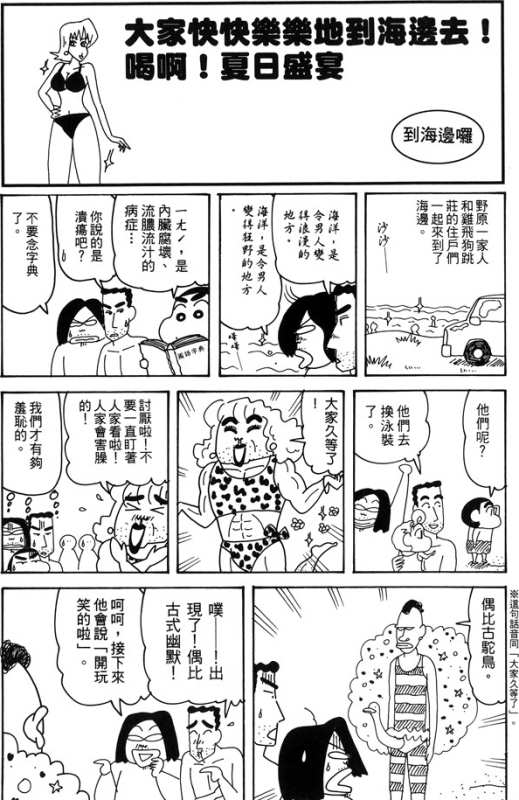 大家快快樂樂地到海邊去！
喝啊！夏日盛宴
到海邊囉
野原一家人
和雞飛狗跳
莊的住戶們
一起來到了
海邊。
沙沙
海洋，是
令男人變
得浪漫的
地方。
海洋，是令男人
變得狂野的地方
。
一ㄤˊ，是
內臟腐壞、
流膿流汁的
病症…
你說的是
潰瘍吧？
不要念字典
了。
國語字典
他們呢？
他們去
換泳裝
了。
大家久等了
！
討厭啦！不
要一直盯著
人家看啦！
人家會害臊
的！
我們才有夠
羞恥的。
※這句話音同「大家久等了」。
偶比古鴕鳥。
噗——！出
現了！偶比
古式幽默！
呵呵，接下來
他會說「開玩
笑的啦」。